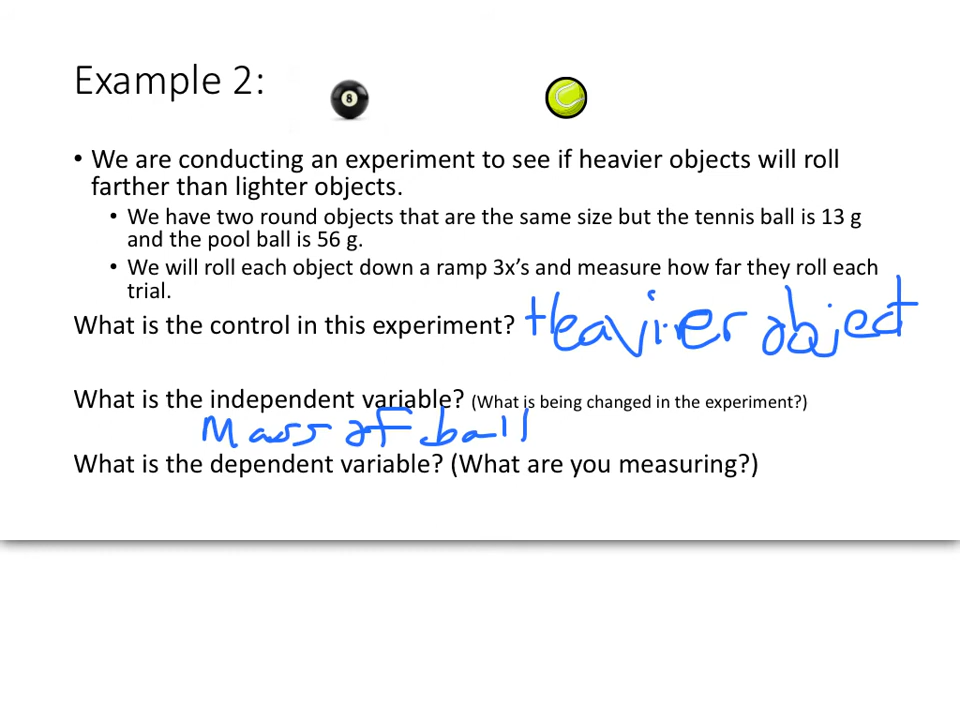 Example 2:
8
• We are conducting an experiment to see if heavier objects will roll
farther than lighter objects.
• We have two round objects that are the same size but the tennis ball is 13 g
and the pool ball is 56 g.
• We will roll each object down a ramp 3x's and measure how far they roll each
trial.
What is the control in this experiment? Heavier object
What is the independent variable? (What is being changed in the experiment?)
Mass of ball
What is the dependent variable? (What are you measuring?)